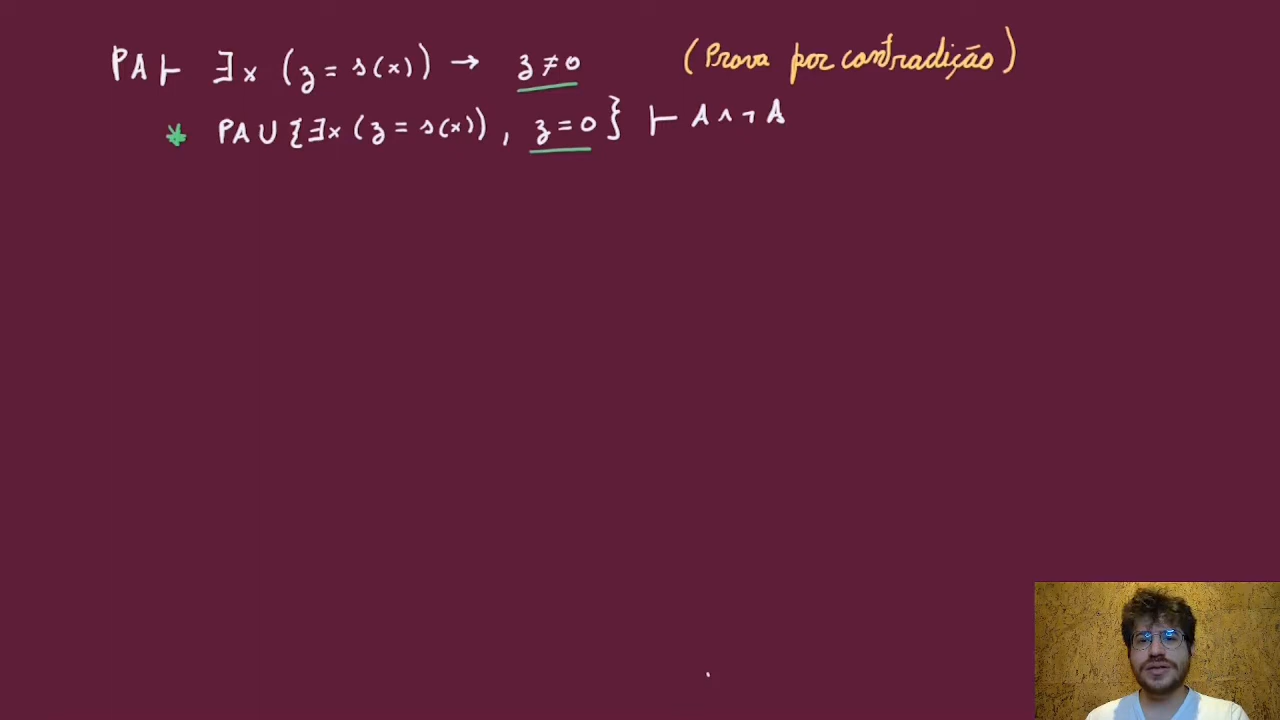 PA ⊢ ∃x (z = s(x)) → z ≠ 0 (Prova por contradição)
* PA ∪ {∃x (z = s(x)), z = 0} ⊢ A ∧ ¬A